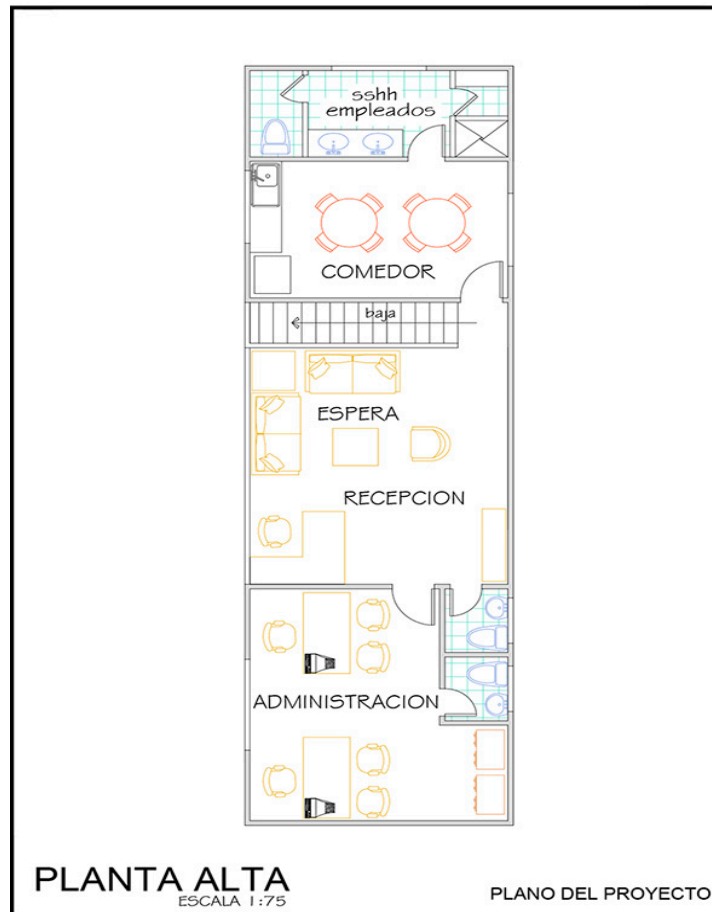 sshh
empleados
COMEDOR
baja
ESPERA
RECEPCION
ADMINISTRACION
PLANTA ALTA
ESCALA 1:75
PLANO DEL PROYECTO